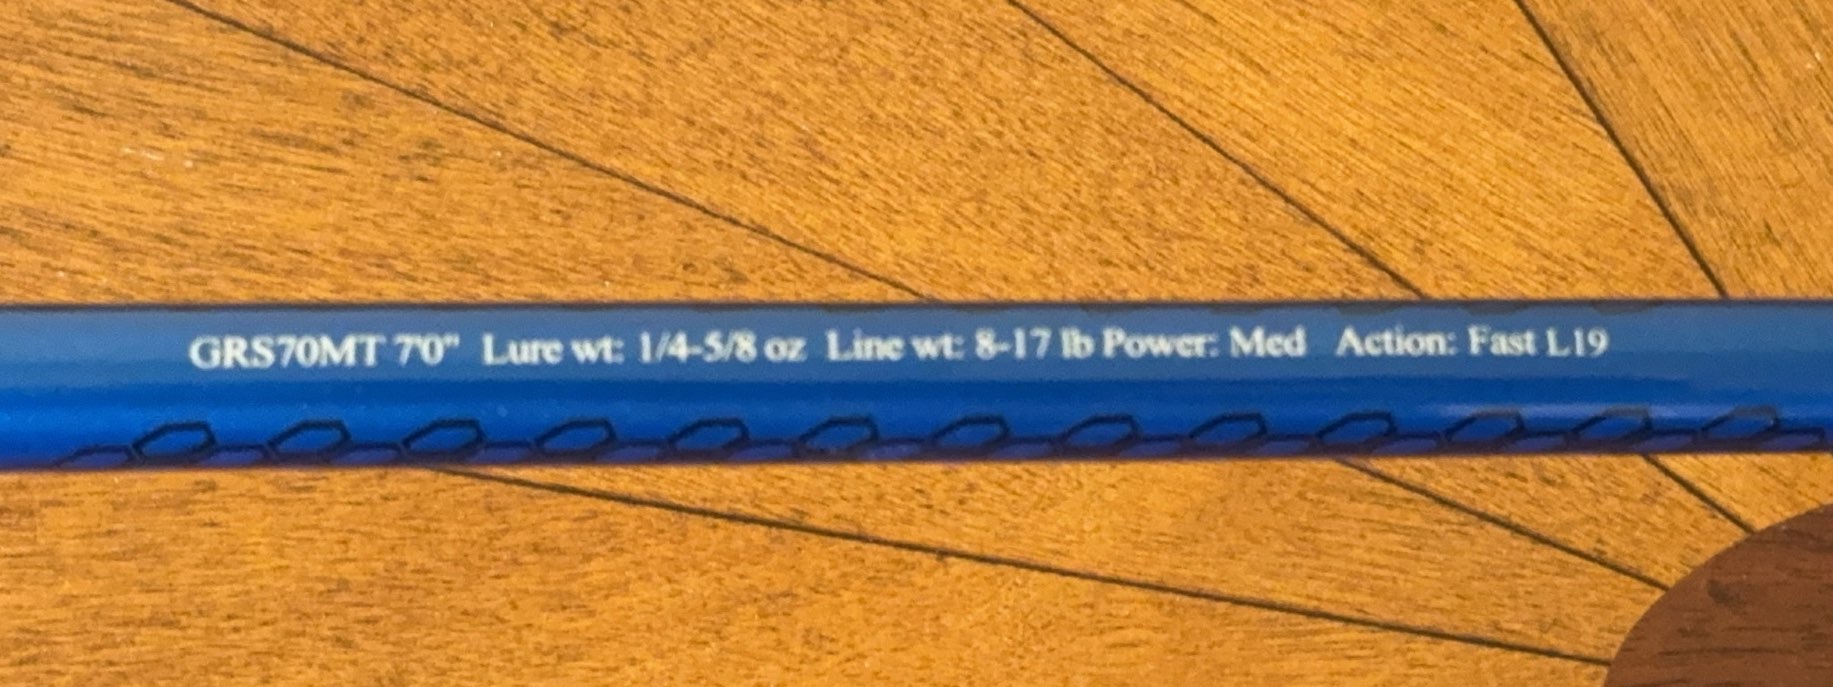 GRS70MT 7'0" Lure wt: 1/4-5/8 oz Line wt: 8-17 lb Power: Med Action: Fast L19